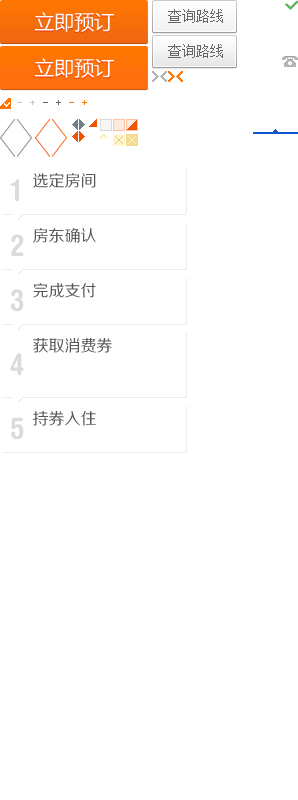 立即预订
查询路线
立即预订
查询路线
1 选定房间
2 房东确认
3 完成支付
4 获取消费券
5 持券入住